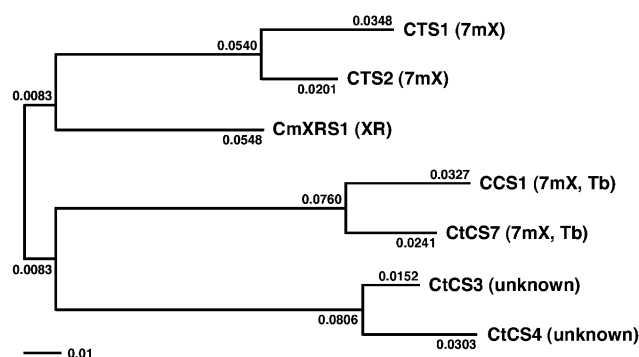 0.0348
CTS1 (7mX)
0.0540
CTS2 (7mX)
0.0201
0.0083
CmXRS1 (XR)
0.0548
0.0327
CCS1 (7mX, Tb)
0.0760
CtCS7 (7mX, Tb)
0.0241
0.0083
0.0152
CtCS3 (unknown)
0.0806
CtCS4 (unknown)
0.0303
0.01